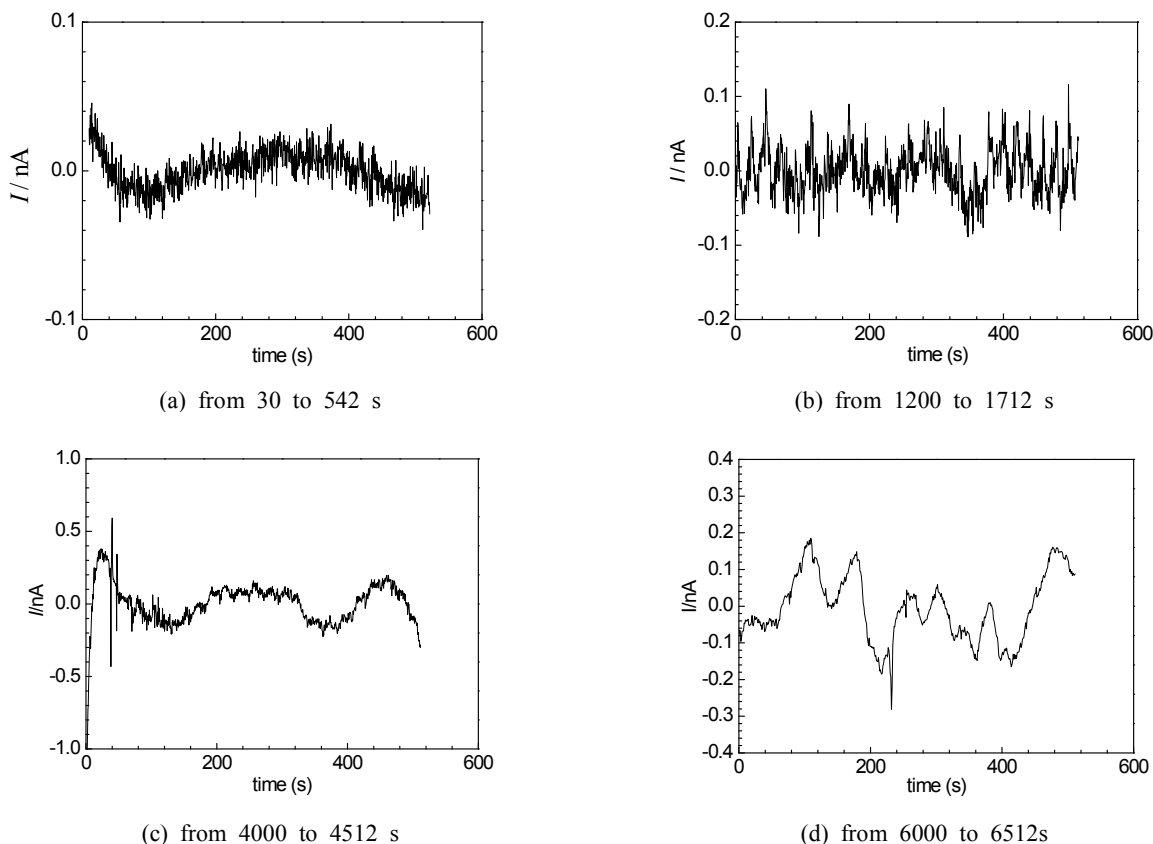 0.1
0.0
-0.1
I / nA
0 200 400 600
time (s)
(a) from 30 to 542 s
0.2
0.1
0.0
-0.1
-0.2
I / nA
0 200 400 600
time (s)
(b) from 1200 to 1712 s
1.0
0.5
0.0
-0.5
-1.0
I/nA
0 200 400 600
time (s)
(c) from 4000 to 4512 s
0.4
0.3
0.2
0.1
0.0
-0.1
-0.2
-0.3
-0.4
I/nA
0 200 400 600
time (s)
(d) from 6000 to 6512s